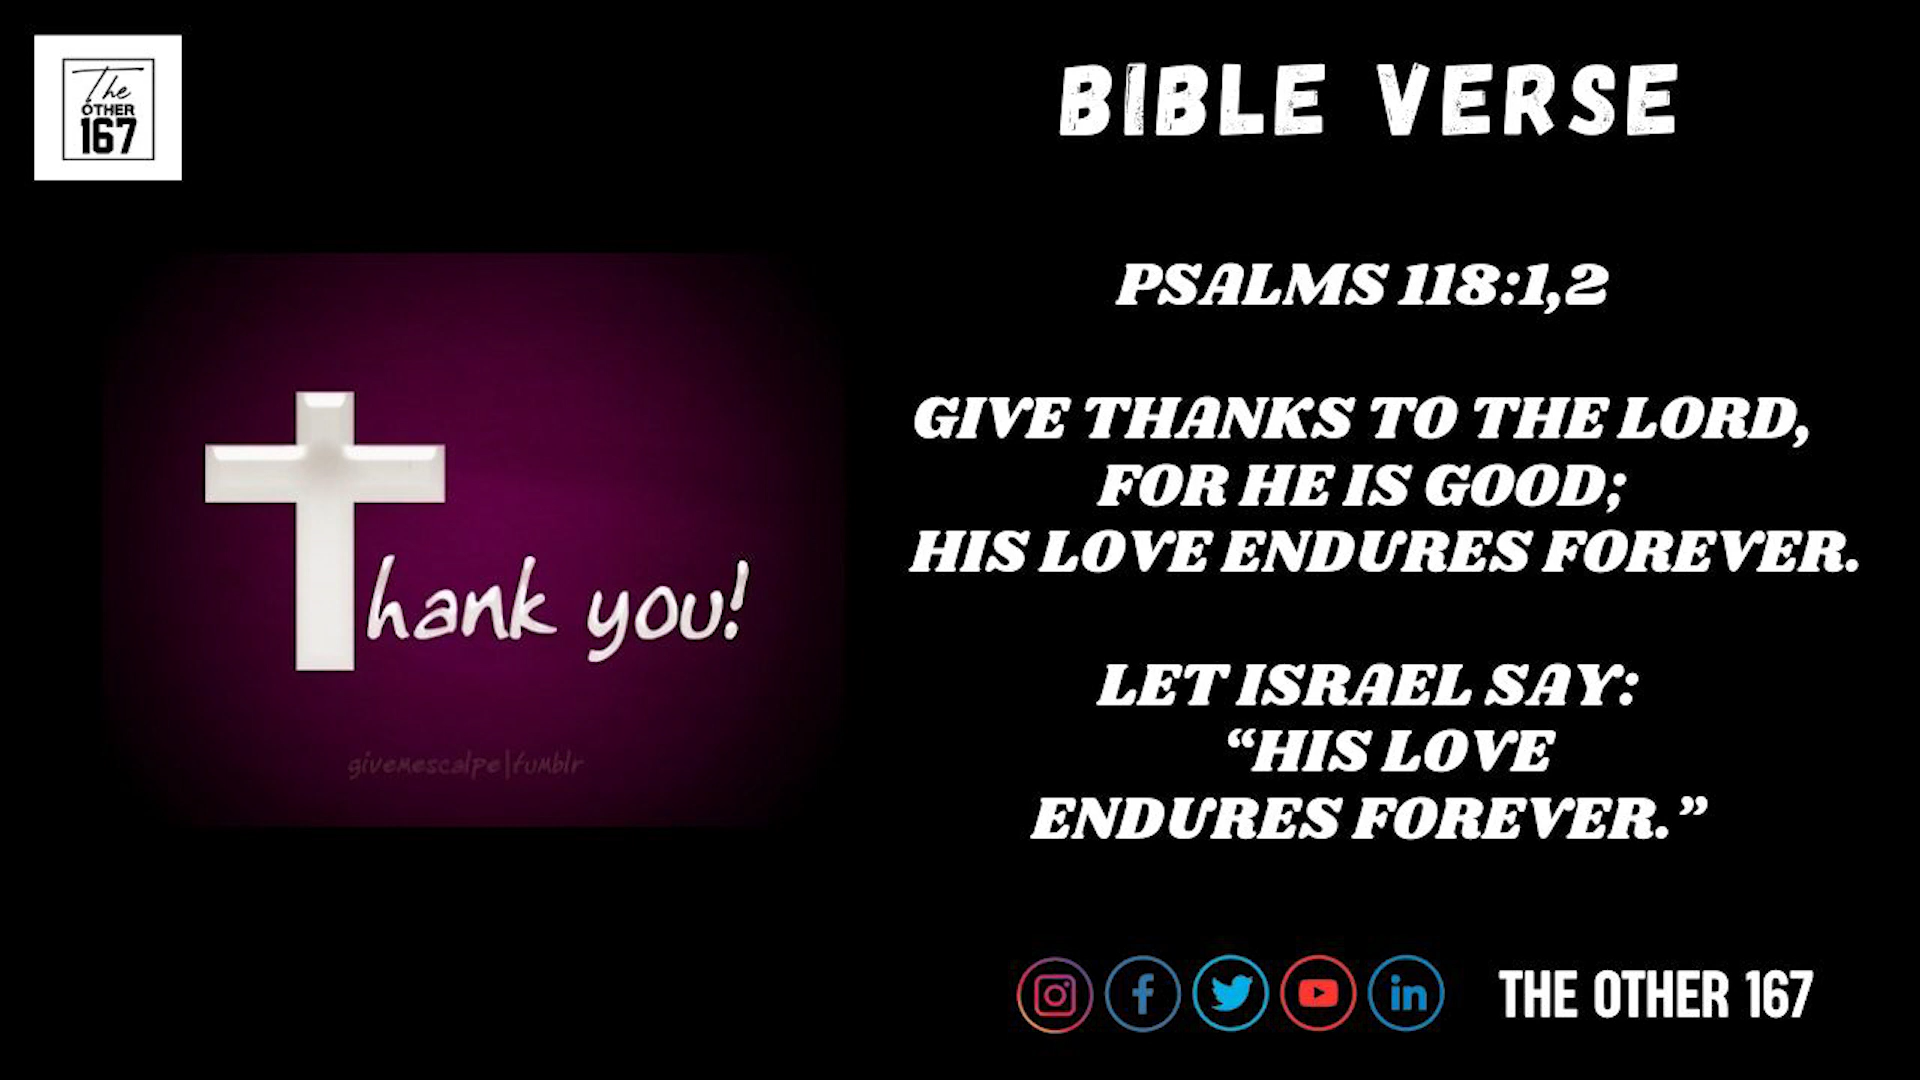 The
OTHER
167
BIBLE VERSE
PSALMS 118:1,2
GIVE THANKS TO THE LORD,
FOR HE IS GOOD;
HIS LOVE ENDURES FOREVER.
LET ISRAEL SAY:
“HIS LOVE
ENDURES FOREVER.”
Thank you!
givemescalpe|tumblr
THE OTHER 167